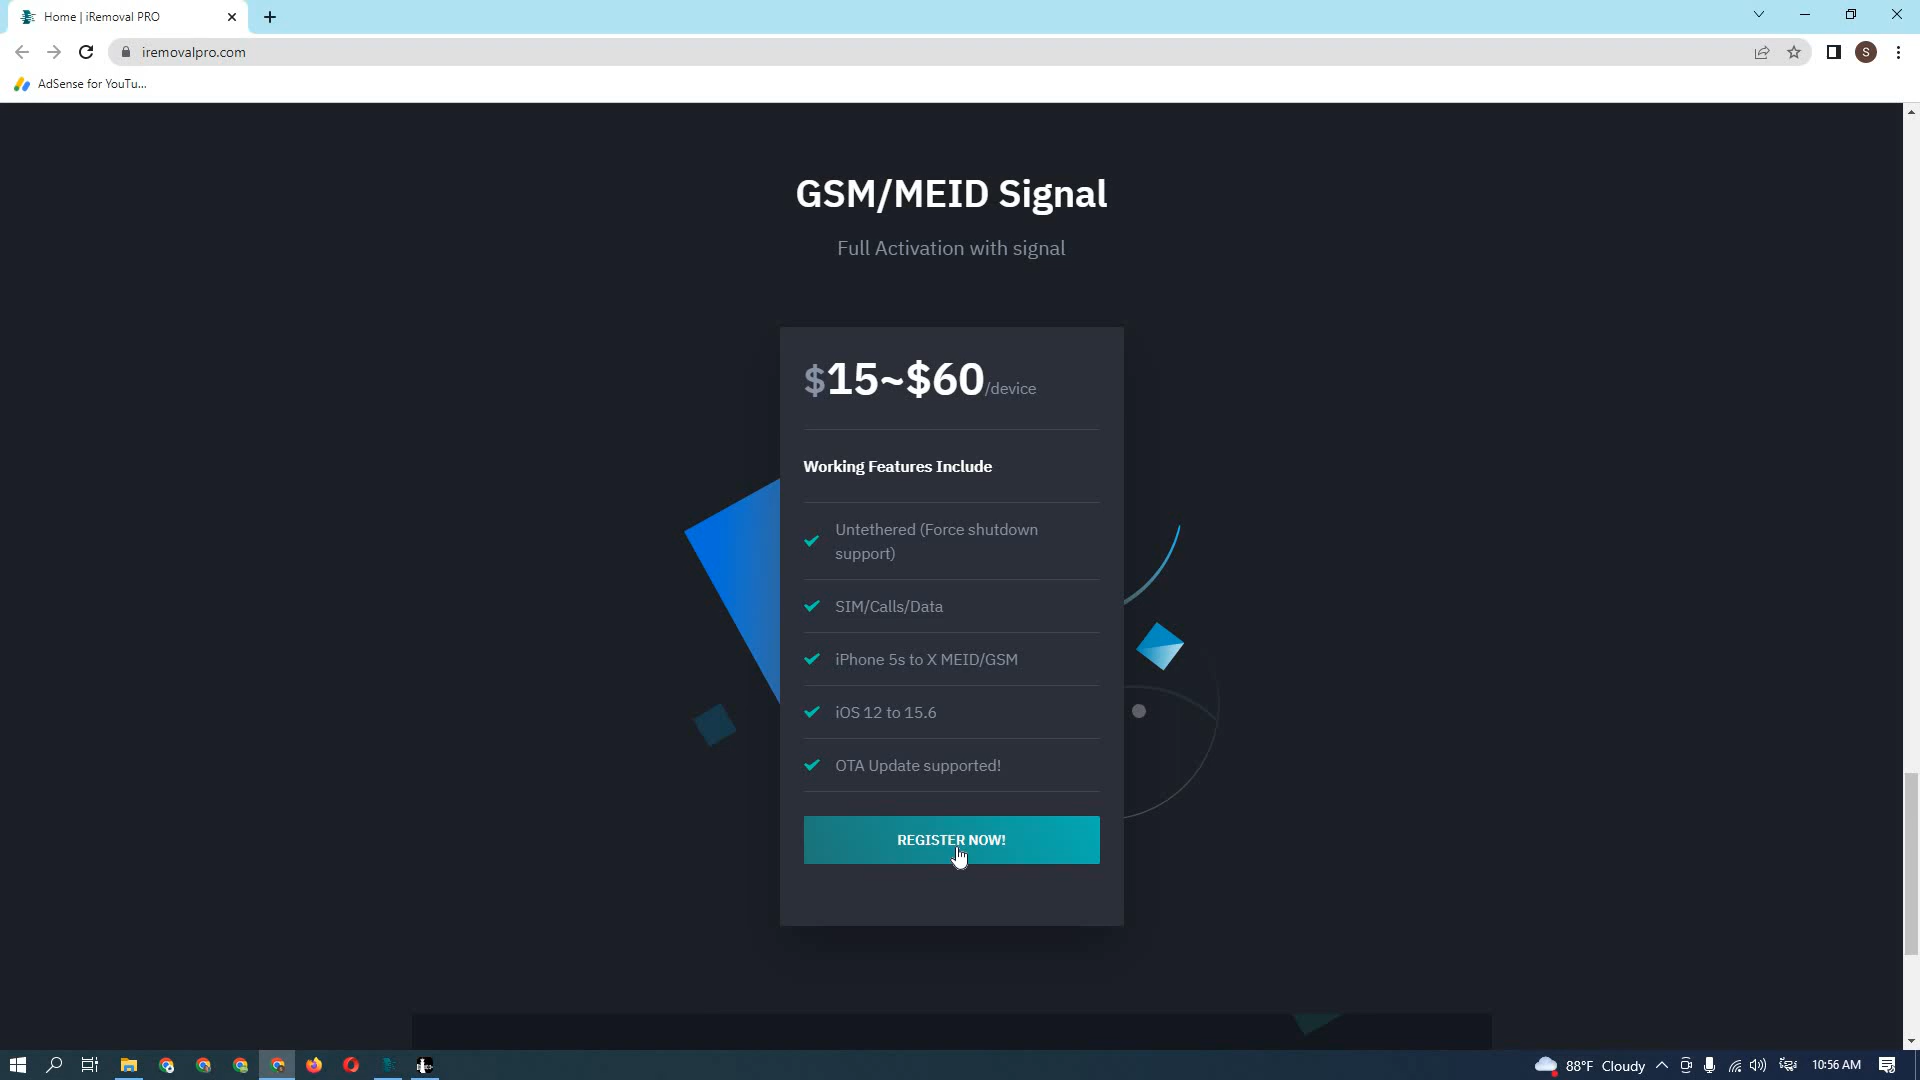 Home | iRemoval PRO
iremovalpro.com
S
AdSense for YouTu...
GSM/MEID Signal
Full Activation with signal
$15~$60/device
Working Features Include
Untethered (Force shutdown
support)
SIM/Calls/Data
iPhone 5s to X MEID/GSM
iOS 12 to 15.6
OTA Update supported!
REGISTER NOW!
88°F Cloudy
10:56 AM